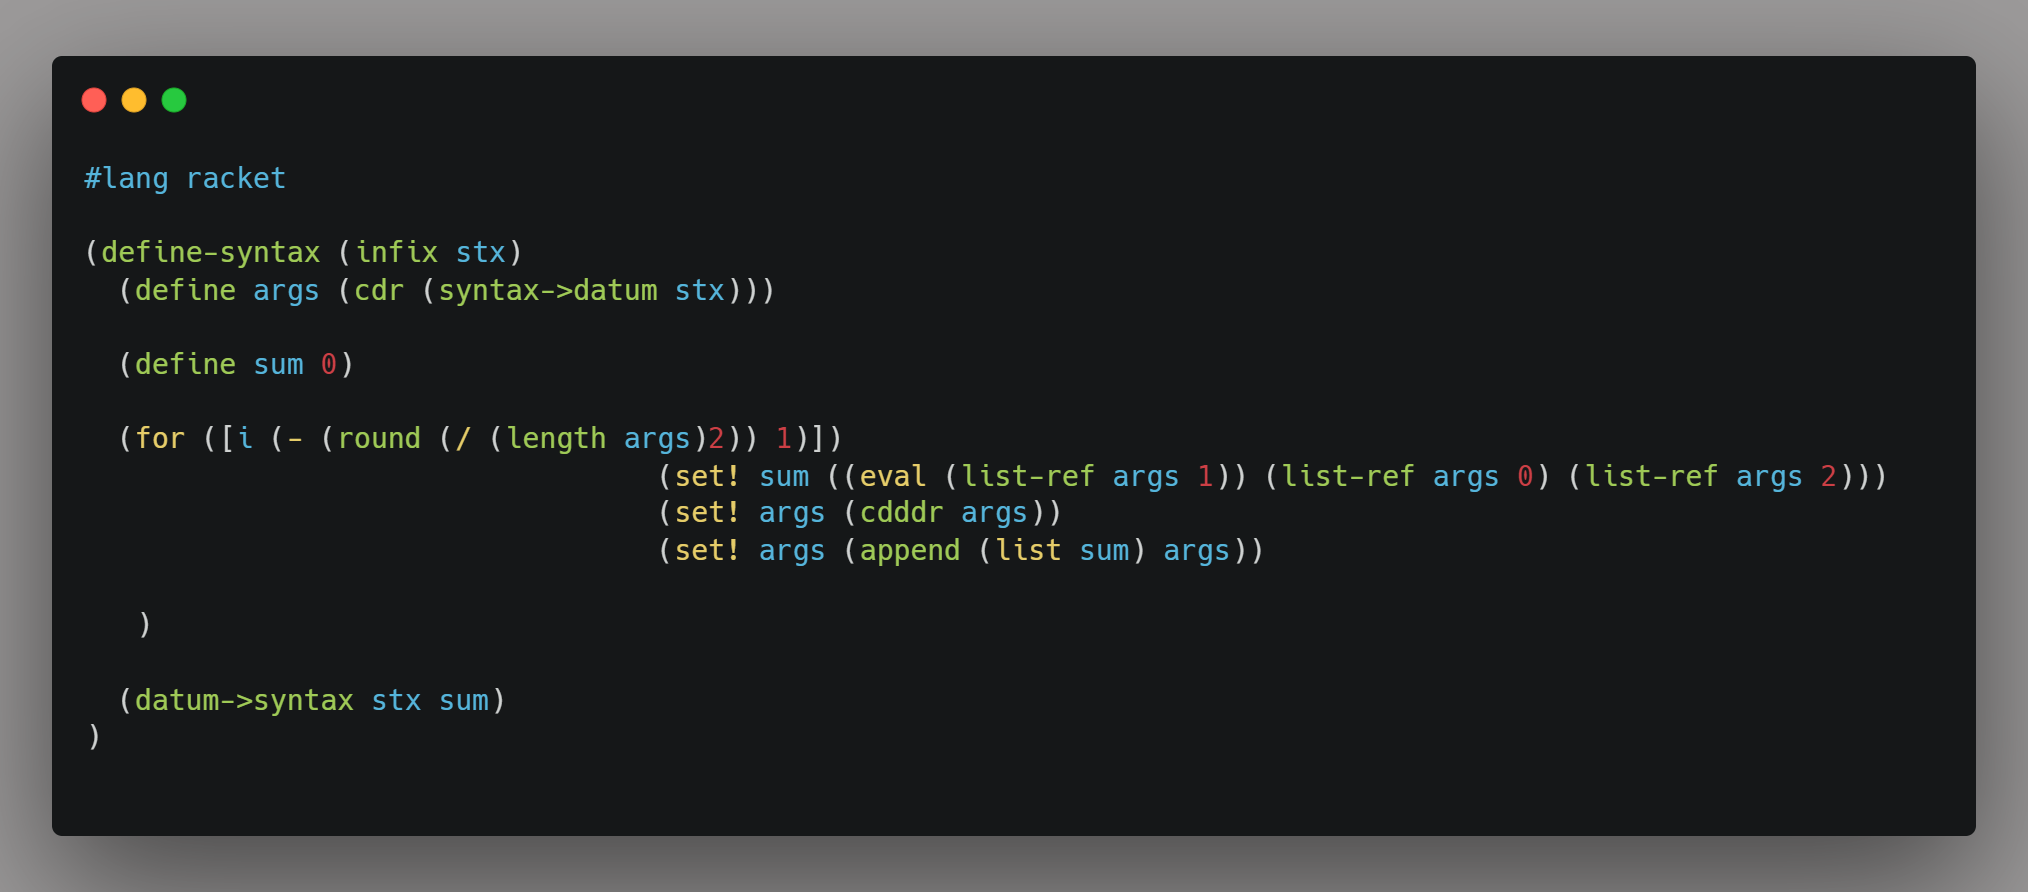 #lang racket
(define-syntax (infix stx)
(define args (cdr (syntax->datum stx)))
(define sum 0)
(for ([i (- (round (/ (length args)2)) 1)])
(set! sum ((eval (list-ref args 1)) (list-ref args 0) (list-ref args 2)))
(set! args (cdddr args))
(set! args (append (list sum) args))
)
(datum->syntax stx sum)
)